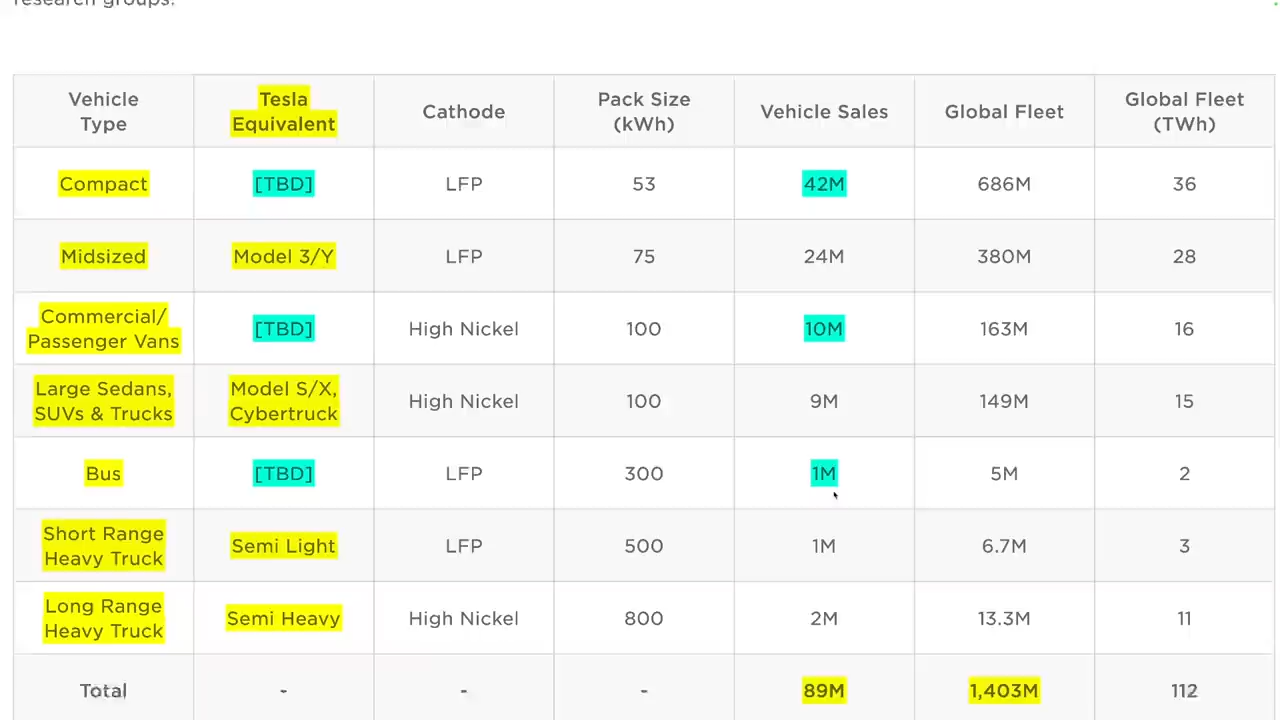 research groups.
Vehicle Type
Tesla Equivalent
Cathode
Pack Size (kWh)
Vehicle Sales
Global Fleet
Global Fleet (TWh)
Compact
[TBD]
LFP
53
42M
686M
36
Midsized
Model 3/Y
LFP
75
24M
380M
28
Commercial/
Passenger Vans
[TBD]
High Nickel
100
10M
163M
16
Large Sedans,
SUVs & Trucks
Model S/X,
Cybertruck
High Nickel
100
9M
149M
15
Bus
[TBD]
LFP
300
1M
5M
2
Short Range
Heavy Truck
Semi Light
LFP
500
1M
6.7M
3
Long Range
Heavy Truck
Semi Heavy
High Nickel
800
2M
13.3M
11
Total
-
-
-
89M
1,403M
112